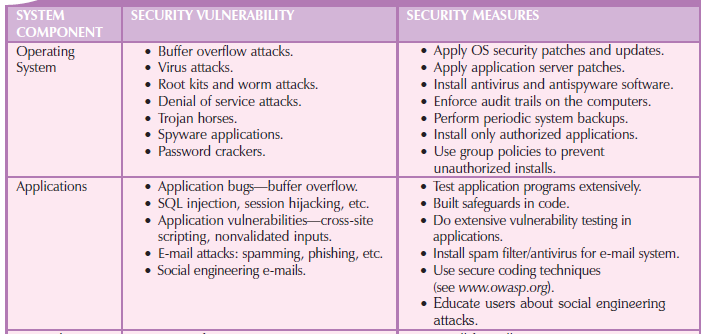 SYSTEM COMPONENT
SECURITY VULNERABILITY
SECURITY MEASURES
Operating System
• Buffer overflow attacks.
• Virus attacks.
• Root kits and worm attacks.
• Denial of service attacks.
• Trojan horses.
• Spyware applications.
• Password crackers.
• Apply OS security patches and updates.
• Apply application server patches.
• Install antivirus and antispyware software.
• Enforce audit trails on the computers.
• Perform periodic system backups.
• Install only authorized applications.
• Use group policies to prevent
unauthorized installs.
Applications
• Application bugs—buffer overflow.
• SQL injection, session hijacking, etc.
• Application vulnerabilities—cross-site
scripting, nonvalidated inputs.
• E-mail attacks: spamming, phishing, etc.
• Social engineering e-mails.
• Test application programs extensively.
• Built safeguards in code.
• Do extensive vulnerability testing in
applications.
• Install spam filter/antivirus for e-mail system.
• Use secure coding techniques
(see www.owasp.org).
• Educate users about social engineering
attacks.